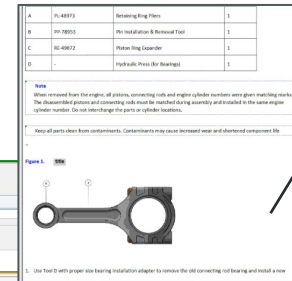 A PL-48973 Retaining Ring Pliers 1
B PP-78953 Pin Installation & Removal Tool 1
C RG-49872 Piston Ring Expander 1
D - Hydraulic Press (for Bearings) 1
Note
When removed from the engine, all pistons, connecting rods and engine cylinder numbers were given matching marks.
The disassembled pistons and connecting rods must be matched during assembly and installed in the same engine
cylinder number. Do not interchange the parts or cylinder locations.
Keep all parts clean from contaminants. Contaminants may cause increased wear and shortened component life
Figure 1. title
1. Use Tool D with proper size bearing installation adapter to remove the old connecting rod bearing and install a new